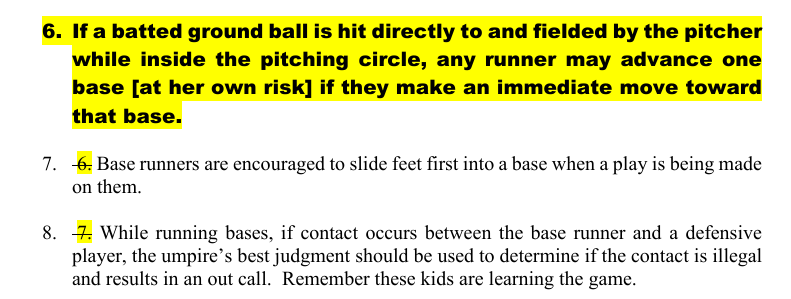 6. If a batted ground ball is hit directly to and fielded by the pitcher
while inside the pitching circle, any runner may advance one
base [at her own risk] if they make an immediate move toward
that base.
7. 6. Base runners are encouraged to slide feet first into a base when a play is being made
on them.
8. 7. While running bases, if contact occurs between the base runner and a defensive
player, the umpire’s best judgment should be used to determine if the contact is illegal
and results in an out call.  Remember these kids are learning the game.